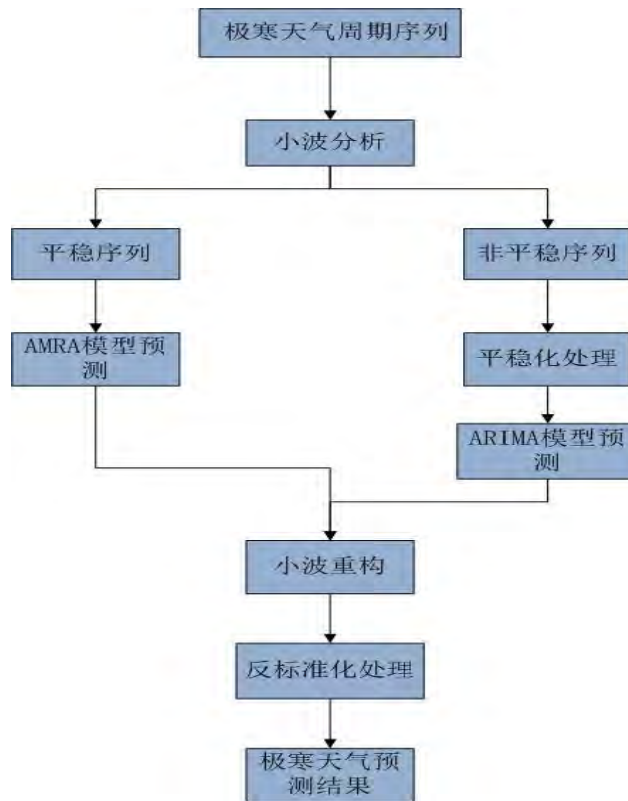 极寒天气周期序列
小波分析
平稳序列
非平稳序列
AMRA模型预
测
平稳化处理
ARIMA模型预
测
小波重构
反标准化处理
极寒天气预
测结果